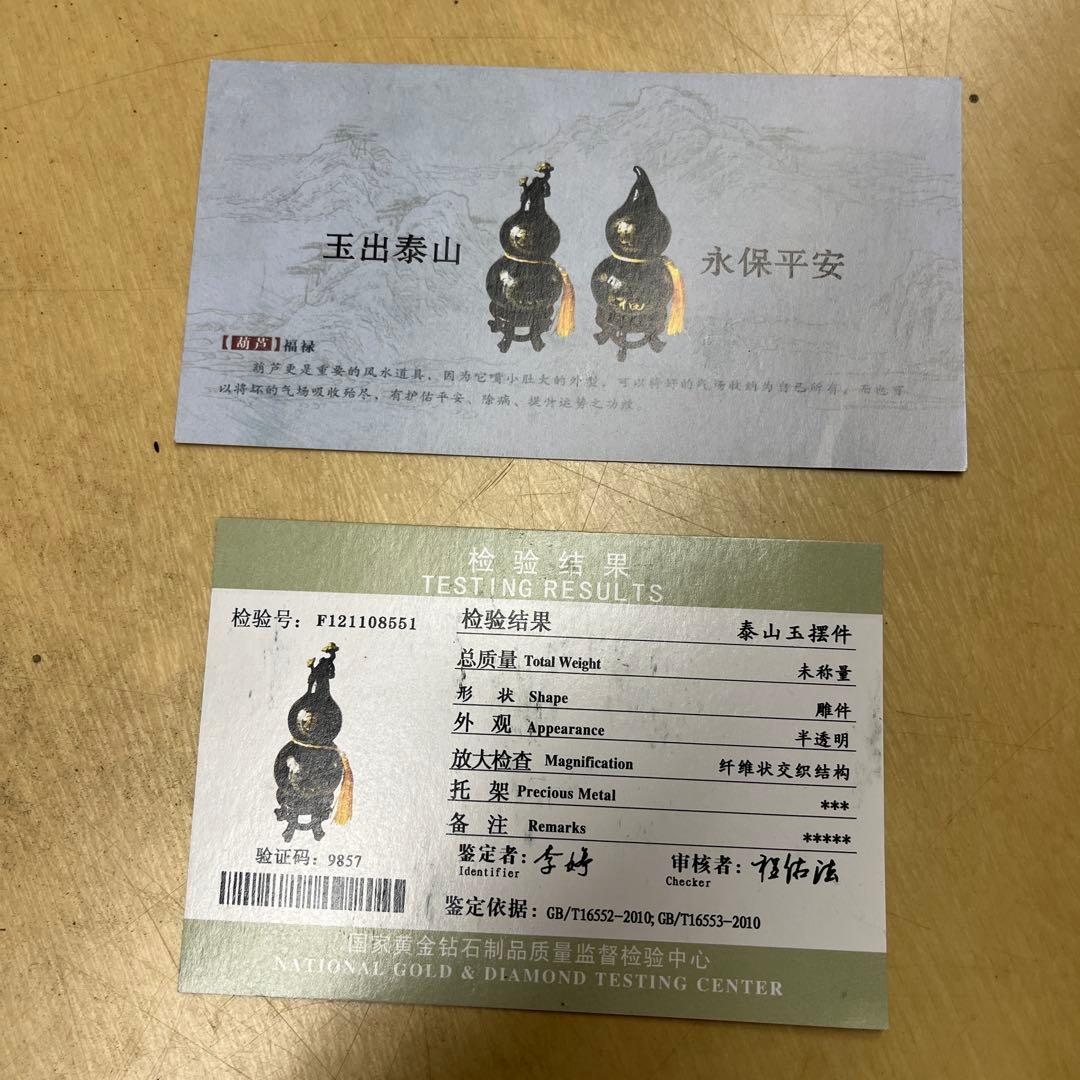 玉出泰山
永保平安
【葫芦】福禄
葫芦更是重要的风水道具，因为它嘴小肚大的外型，可以将好的气场收纳为自己所有，而也可
以将坏的气场吸收殆尽，有护佑平安、除病、提升运势之功效。
福
检验结果
TESTING RESULTS
检验号：F121108551
检验结果 泰山玉摆件
总质量 Total Weight 未称量
形 状 Shape 雕件
外 观 Appearance 半透明
放大检查 Magnification 纤维状交织结构
托 架 Precious Metal ***
备 注 Remarks *****
验证码：9857
鉴定者：李婷
Identifier
审核者：
Checker
鉴定依据：GB/T16552-2010; GB/T16553-2010
国家黄金钻石制品质量监督检验中心
NATIONAL GOLD & DIAMOND TESTING CENTER